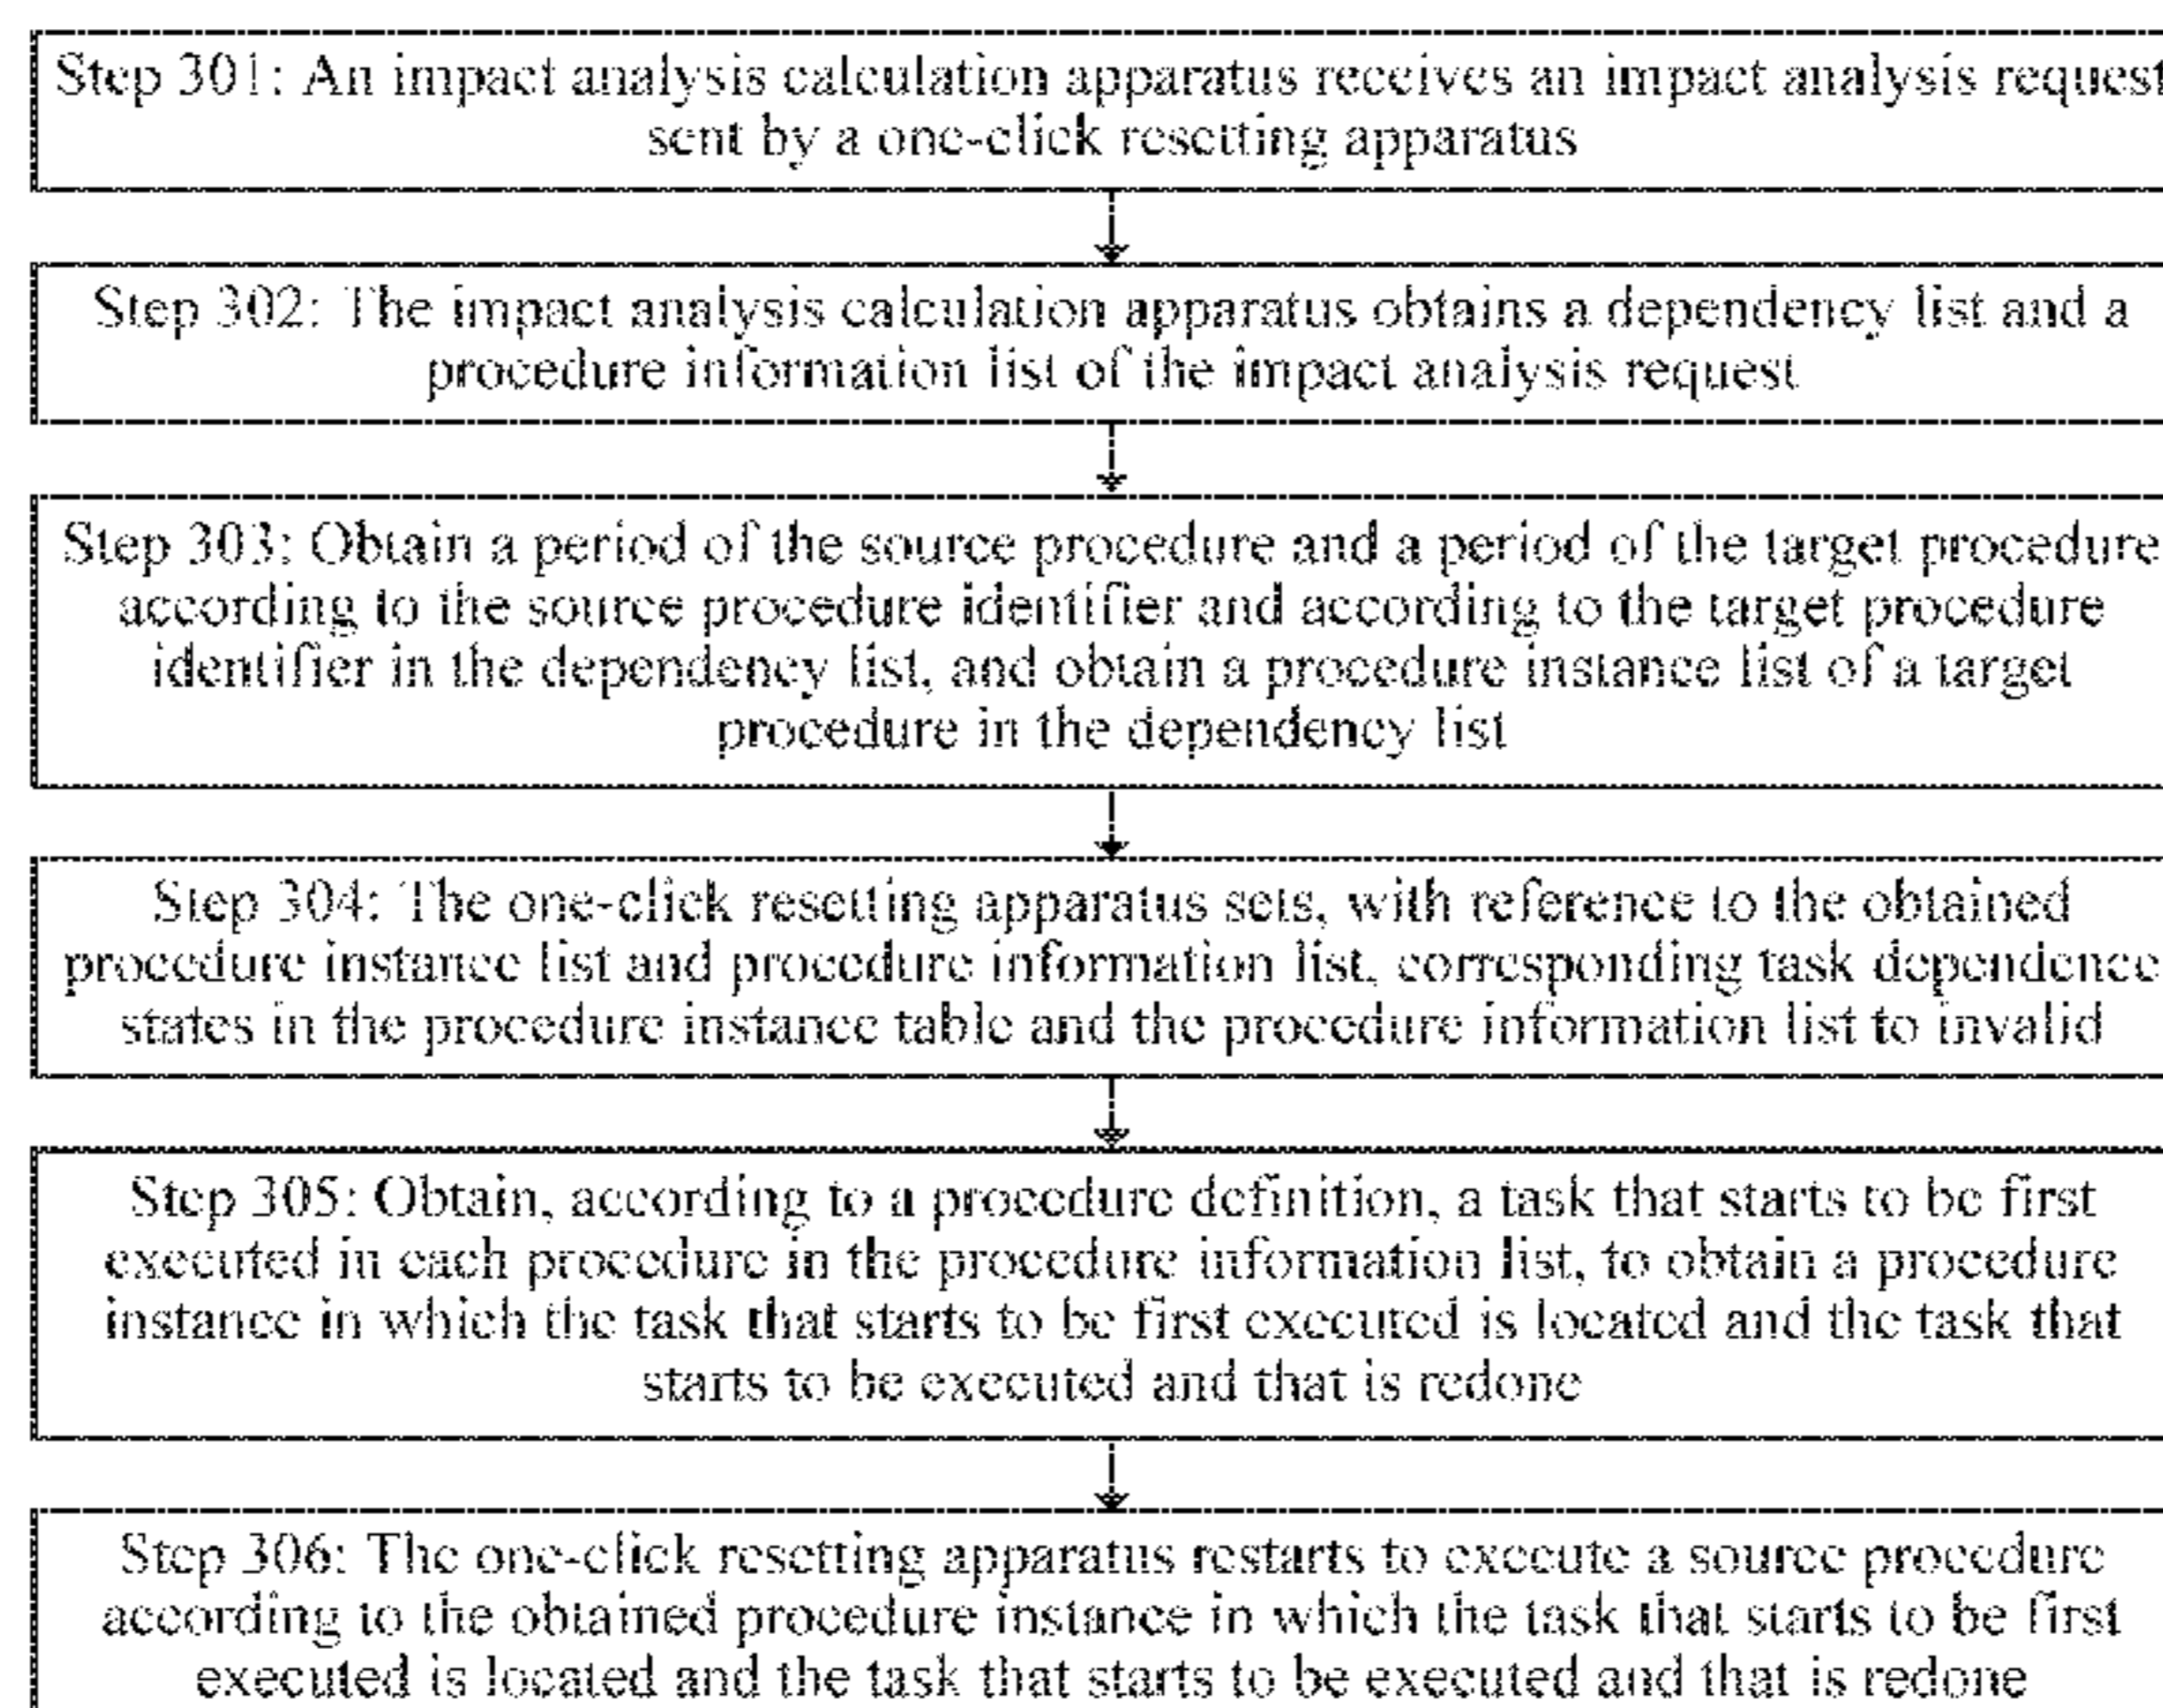 Step 301: An impact analysis calculation apparatus receives an impact analysis request
sent by a one-click resetting apparatus
Step 302: The impact analysis calculation apparatus obtains a dependency list and a
procedure information list of the impact analysis request
Step 303: Obtain a period of the source procedure and a period of the target procedure
according to the source procedure identifier and according to the target procedure
identifier in the dependency list, and obtain a procedure instance list of a target
procedure in the dependency list
Step 304: The one-click resetting apparatus sets, with reference to the obtained
procedure instance list and procedure information list, corresponding task dependence
states in the procedure instance table and the procedure information list to invalid
Step 305: Obtain, according to a procedure definition, a task that starts to be first
executed in each procedure in the procedure information list, to obtain a procedure
instance in which the task that starts to be first executed is located and the task that
starts to be executed and that is redone
Step 306: The one-click resetting apparatus restarts to execute a source procedure
according to the obtained procedure instance in which the task that starts to be first
executed is located and the task that starts to be executed and that is redone